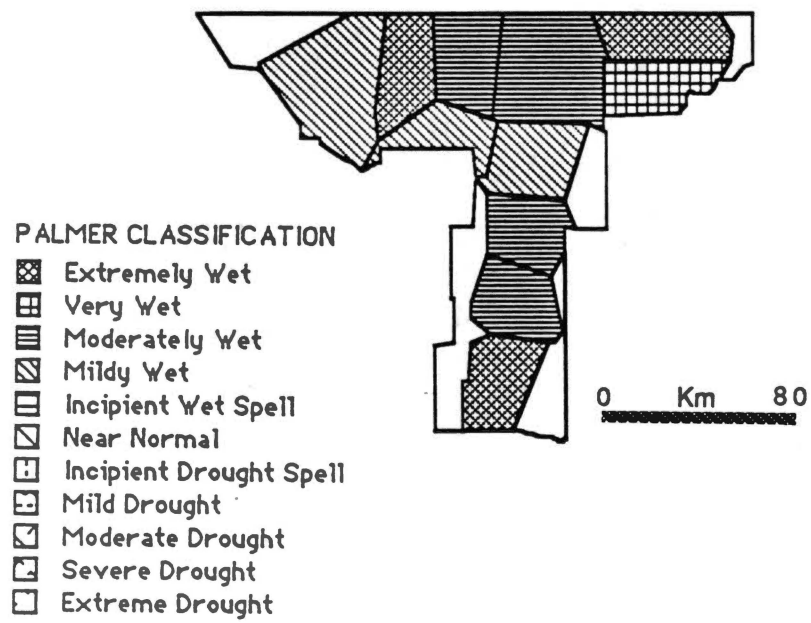 PALMER CLASSIFICATION
Extremely Wet
Very Wet
Moderately Wet
Mildy Wet
Incipient Wet Spell
Near Normal
Incipient Drought Spell
Mild Drought
Moderate Drought
Severe Drought
Extreme Drought
0 Km 80